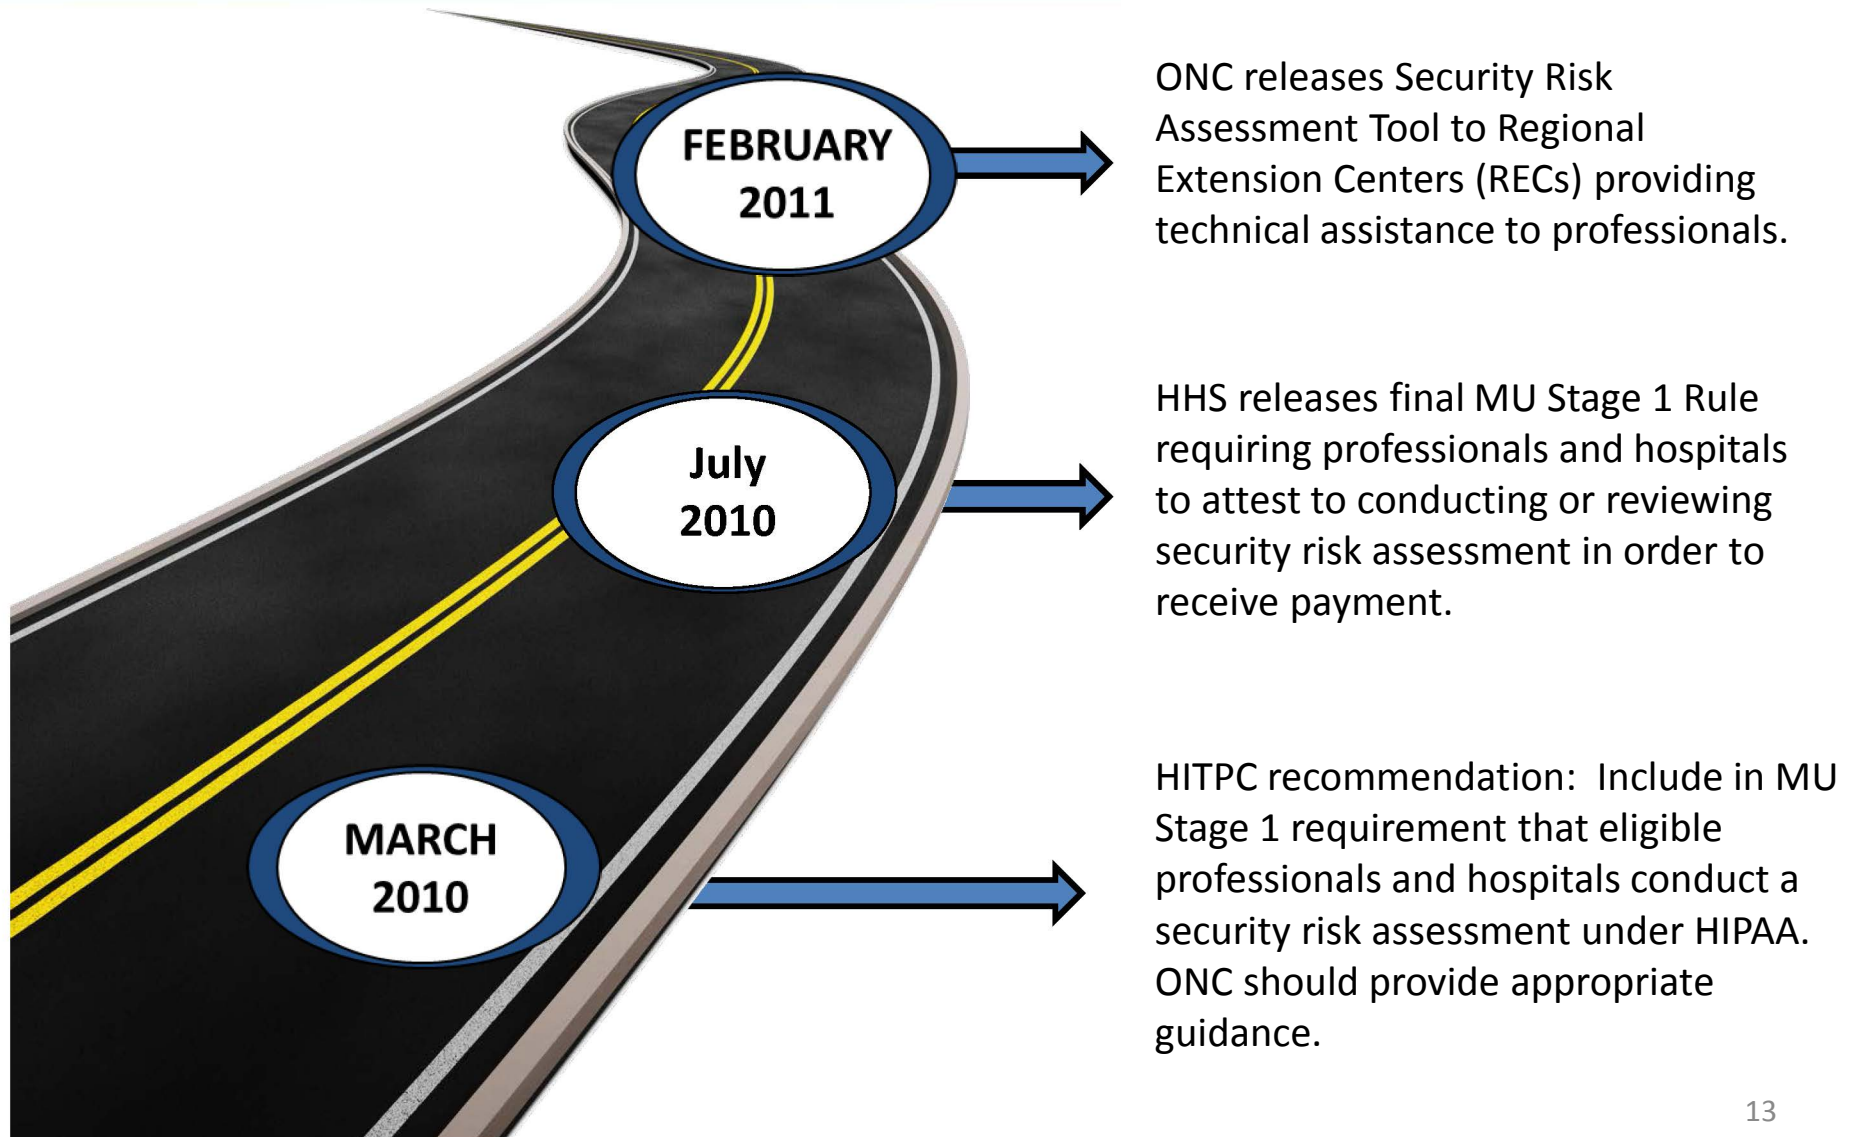 FEBRUARY
2011
ONC releases Security Risk
Assessment Tool to Regional
Extension Centers (RECs) providing
technical assistance to professionals.
July
2010
HHS releases final MU Stage 1 Rule
requiring professionals and hospitals
to attest to conducting or reviewing
security risk assessment in order to
receive payment.
MARCH
2010
HITPC recommendation:  Include in MU
Stage 1 requirement that eligible
professionals and hospitals conduct a
security risk assessment under HIPAA.
ONC should provide appropriate
guidance.
13